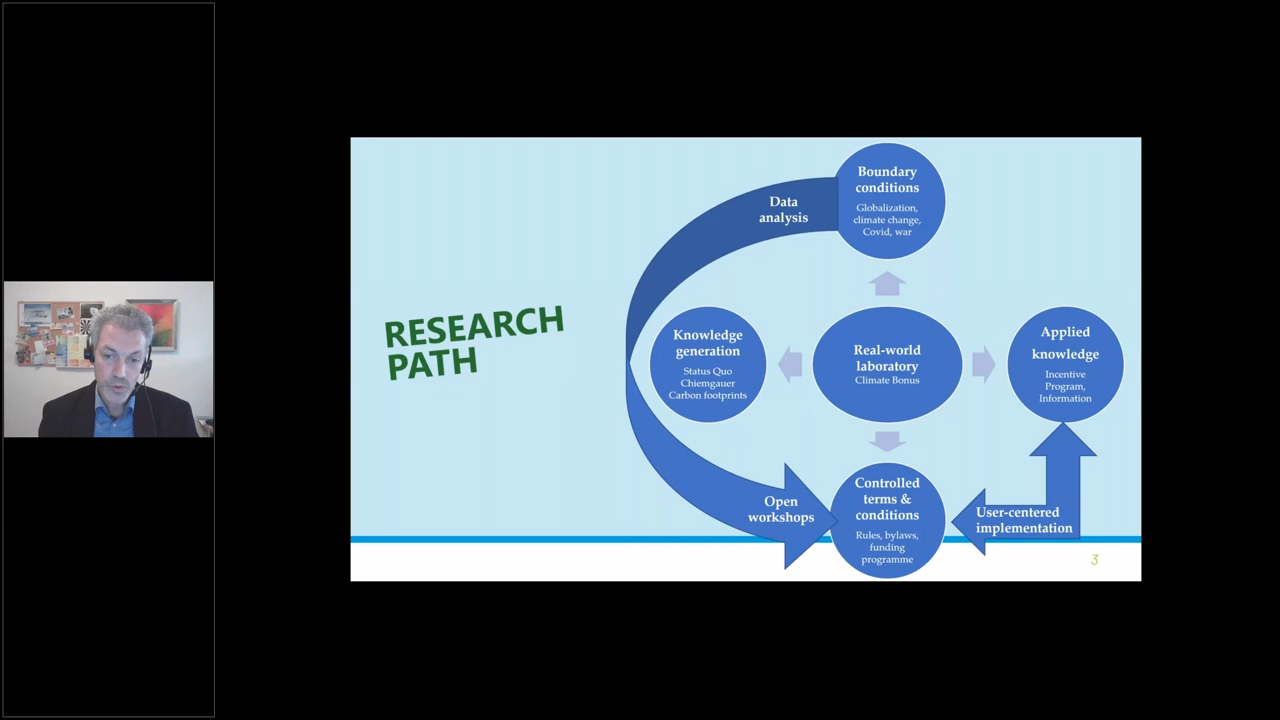 RESEARCH
PATH
Data
analysis
Boundary
conditions
Globalization,
climate change,
Covid, war
Knowledge
generation
Status Quo
Chiemgauer
Carbon footprints
Real-world
laboratory
Climate Bonus
Applied
knowledge
Incentive
Program,
Information
Open
workshops
Controlled
terms &
conditions
Rules, bylaws,
funding
programme
User-centered
implementation
3